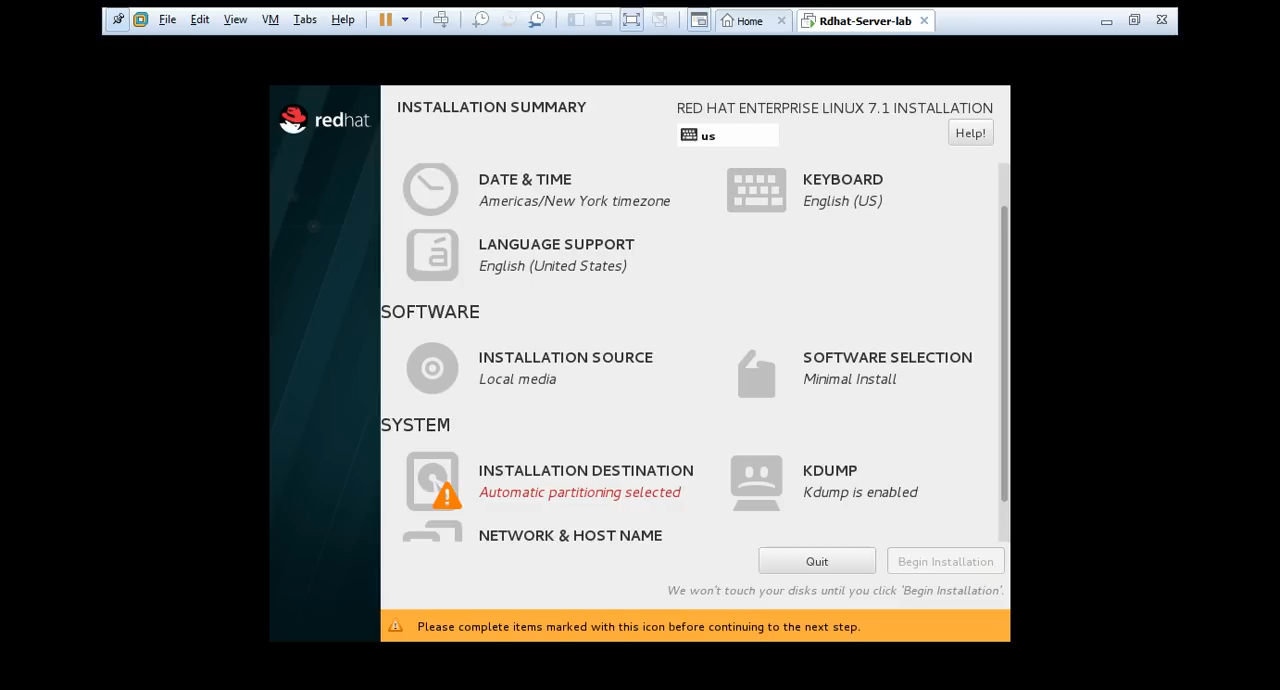 File Edit View VM Tabs Help Home Rdhat-Server-lab
redhat.
INSTALLATION SUMMARY
RED HAT ENTERPRISE LINUX 7.1 INSTALLATION
us
Help!
DATE & TIME
Americas/New York timezone
KEYBOARD
English (US)
LANGUAGE SUPPORT
English (United States)
SOFTWARE
INSTALLATION SOURCE
Local media
SOFTWARE SELECTION
Minimal Install
SYSTEM
INSTALLATION DESTINATION
Automatic partitioning selected
KDUMP
Kdump is enabled
NETWORK & HOST NAME
Quit
Begin Installation
We won't touch your disks until you click 'Begin Installation'.
Please complete items marked with this icon before continuing to the next step.